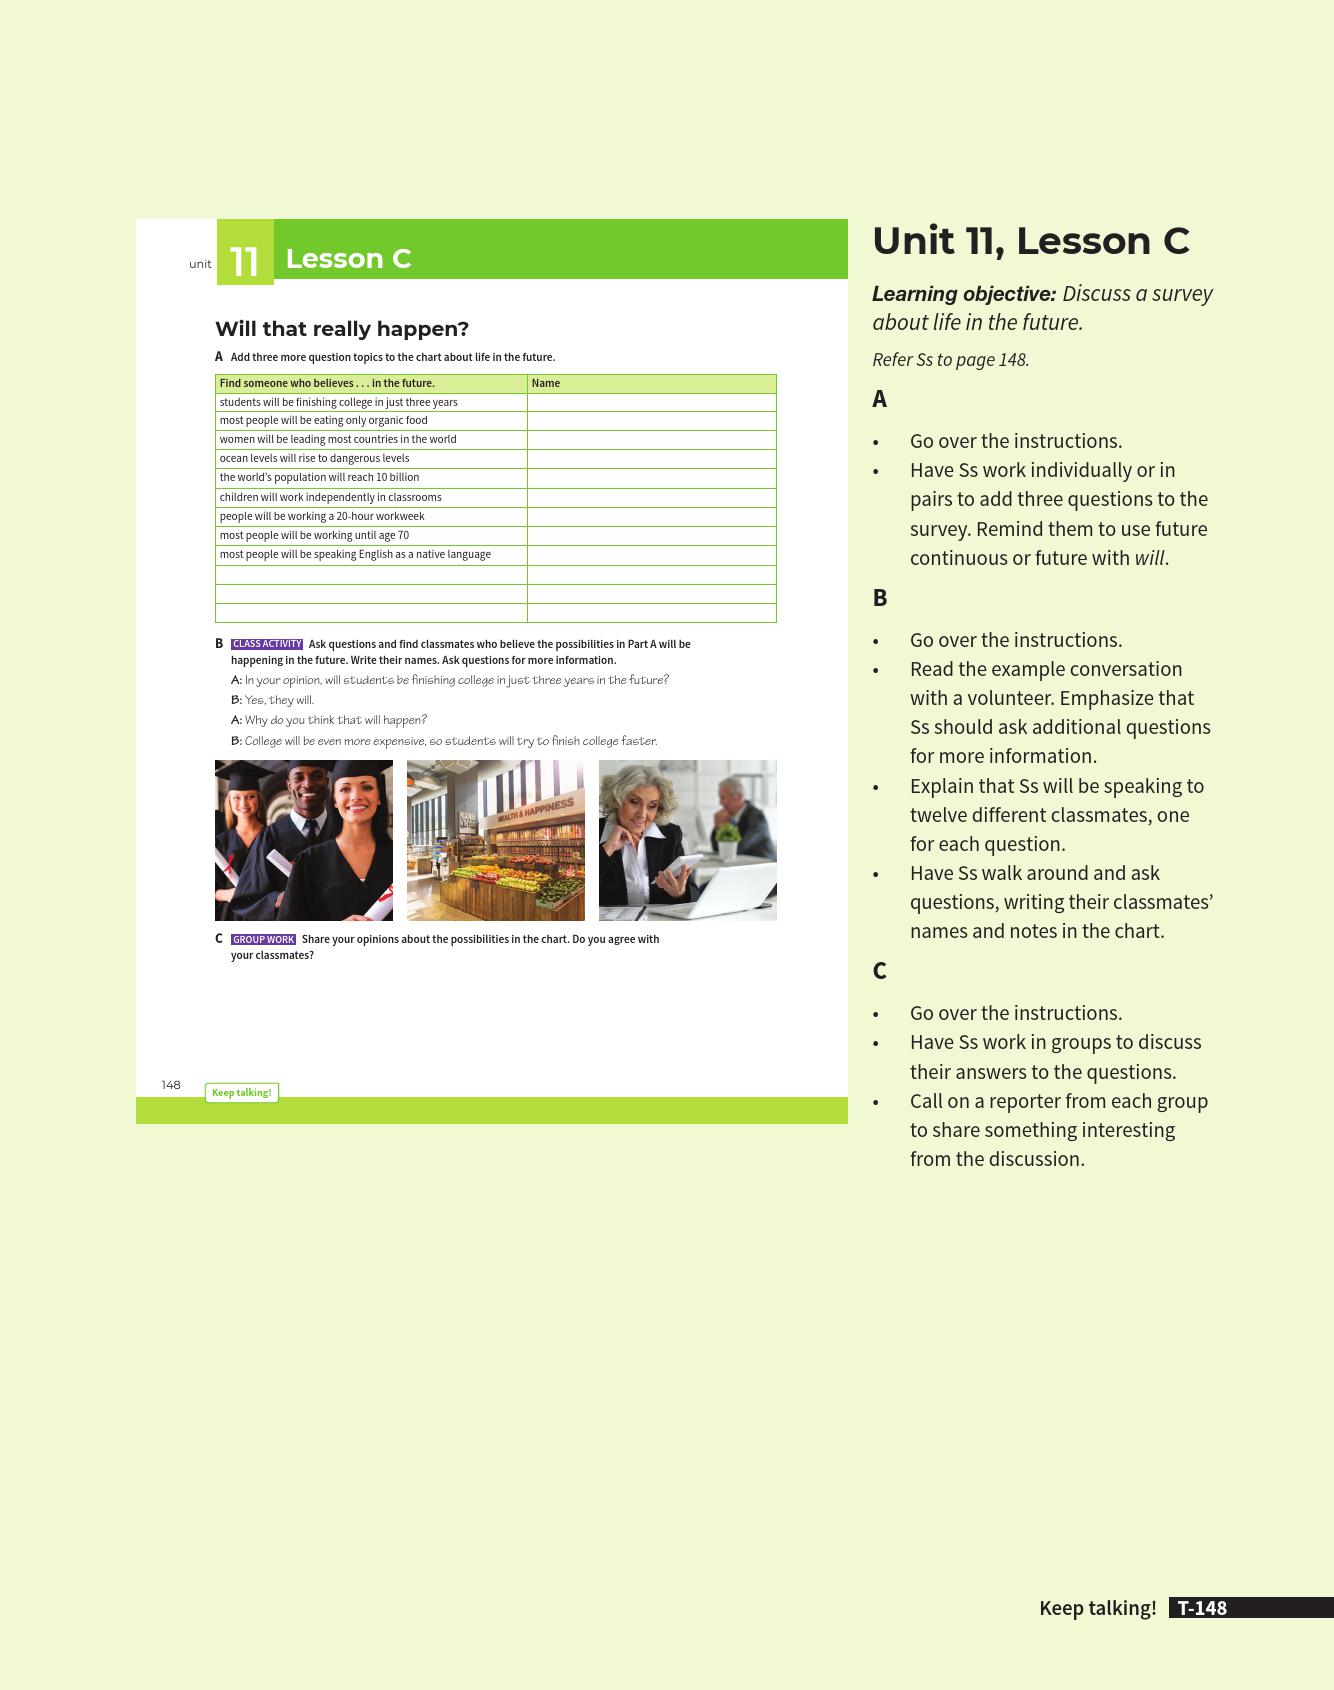 unit 11 Lesson C
Will that really happen?
A Add three more question topics to the chart about life in the future.
Find someone who believes . . . in the future. Name
students will be finishing college in just three years
most people will be eating only organic food
women will be leading most countries in the world
ocean levels will rise to dangerous levels
the world's population will reach 10 billion
children will work independently in classrooms
people will be working a 20-hour workweek
most people will be working until age 70
most people will be speaking English as a native language
B CLASS ACTIVITY Ask questions and find classmates who believe the possibilities in Part A will be
happening in the future. Write their names. Ask questions for more information.
A: In your opinion, will students be finishing college in just three years in the future?
B: Yes, they will.
A: Why do you think that will happen?
B: College will be even more expensive, so students will try to finish college faster.
HEALTH & HAPPINESS
C GROUP WORK Share your opinions about the possibilities in the chart. Do you agree with
your classmates?
148 Keep talking!
Unit 11, Lesson C
Learning objective: Discuss a survey
about life in the future.
Refer Ss to page 148.
A
• Go over the instructions.
• Have Ss work individually or in
pairs to add three questions to the
survey. Remind them to use future
continuous or future with will.
B
• Go over the instructions.
• Read the example conversation
with a volunteer. Emphasize that
Ss should ask additional questions
for more information.
• Explain that Ss will be speaking to
twelve different classmates, one
for each question.
• Have Ss walk around and ask
questions, writing their classmates'
names and notes in the chart.
C
• Go over the instructions.
• Have Ss work in groups to discuss
their answers to the questions.
• Call on a reporter from each group
to share something interesting
from the discussion.
Keep talking! T-148